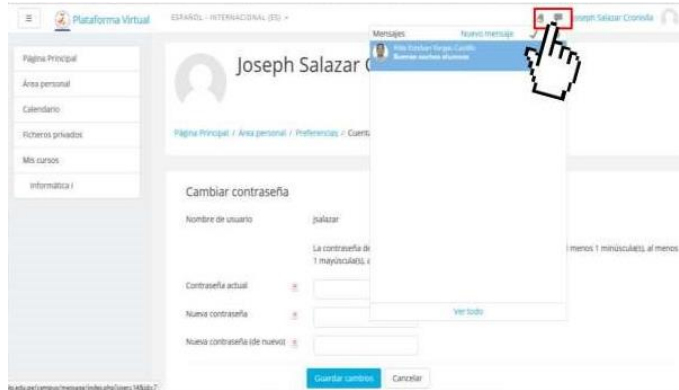 Plataforma Virtual
ESPAÑOL - INTERNACIONAL (ES)
Joseph Salazar Cronislla
Mensajes
Nuevo mensaje
Vargas Castillo
Buenas noches alumnos
Ver todo
Página Principal
Área personal
Calendario
Ficheros privados
Mis cursos
Informática I
Joseph Salazar
Página Principal / Área personal / Preferencias / Cuent
Cambiar contraseña
Nombre de usuario
jsalazar
La contraseña de
menos 1 minúscula(s), al menos
1 mayúscula(s),
Contraseña actual
Nueva contraseña
Nueva contraseña (de nuevo)
Guardar cambios
Cancelar